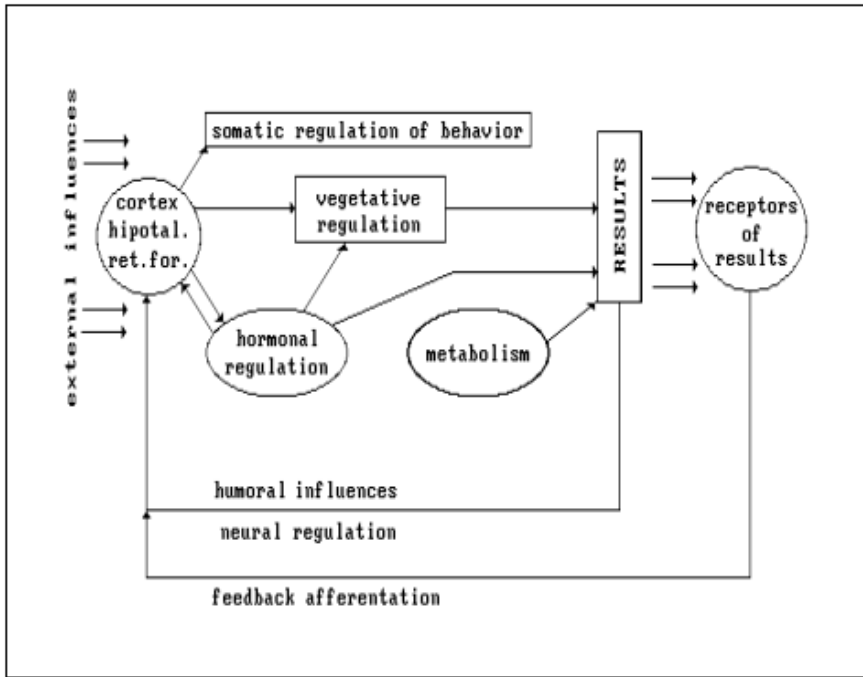 external influences
somatic regulation of behavior
cortex
hipotal.
ret.for.
vegetative
regulation
RESULTS
receptors
of
results
hormonal
regulation
metabolism
humoral influences
neural regulation
feedback afferentation